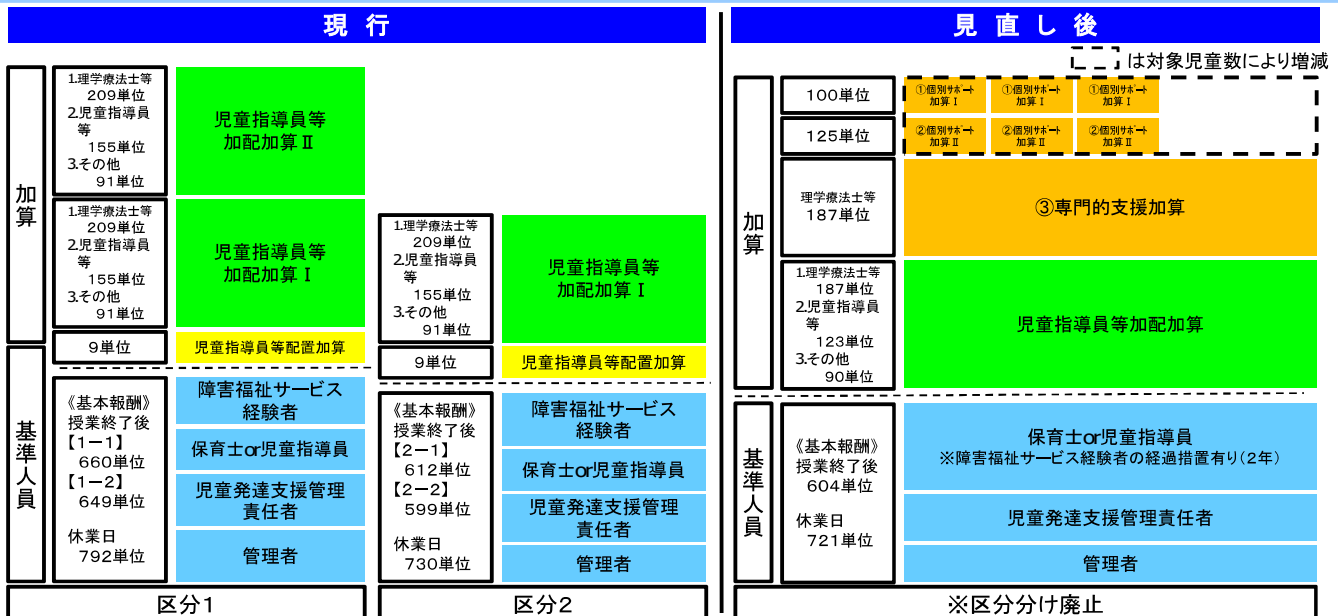 現行
加算
1.理学療法士等
209単位
2.児童指導員
等
155単位
3.その他
91単位
児童指導員等
加配加算Ⅱ
1.理学療法士等
209単位
2.児童指導員
等
155単位
3.その他
91単位
児童指導員等
加配加算Ⅰ
9単位
児童指導員等配置加算
基準人員
《基本報酬》
授業終了後
【1－1】
660単位
【1－2】
649単位
休業日
792単位
障害福祉サービス
経験者
保育士or児童指導員
児童発達支援管理
責任者
管理者
区分1
1.理学療法士等
209単位
2.児童指導員
等
155単位
3.その他
91単位
児童指導員等
加配加算Ⅰ
9単位
児童指導員等配置加算
《基本報酬》
授業終了後
【2－1】
612単位
【2－2】
599単位
休業日
730単位
障害福祉サービス
経験者
保育士or児童指導員
児童発達支援管理
責任者
管理者
区分2
見直し後
は対象児童数により増減
加算
100単位
①個別サポート
加算Ⅰ
①個別サポート
加算Ⅰ
①個別サポート
加算Ⅰ
125単位
②個別サポート
加算Ⅱ
②個別サポート
加算Ⅱ
②個別サポート
加算Ⅱ
理学療法士等
187単位
③専門的支援加算
1.理学療法士等
187単位
2.児童指導員
等
123単位
3.その他
90単位
児童指導員等加配加算
基準人員
《基本報酬》
授業終了後
604単位
休業日
721単位
保育士or児童指導員
※障害福祉サービス経験者の経過措置有り(2年)
児童発達支援管理責任者
管理者
※区分分け廃止